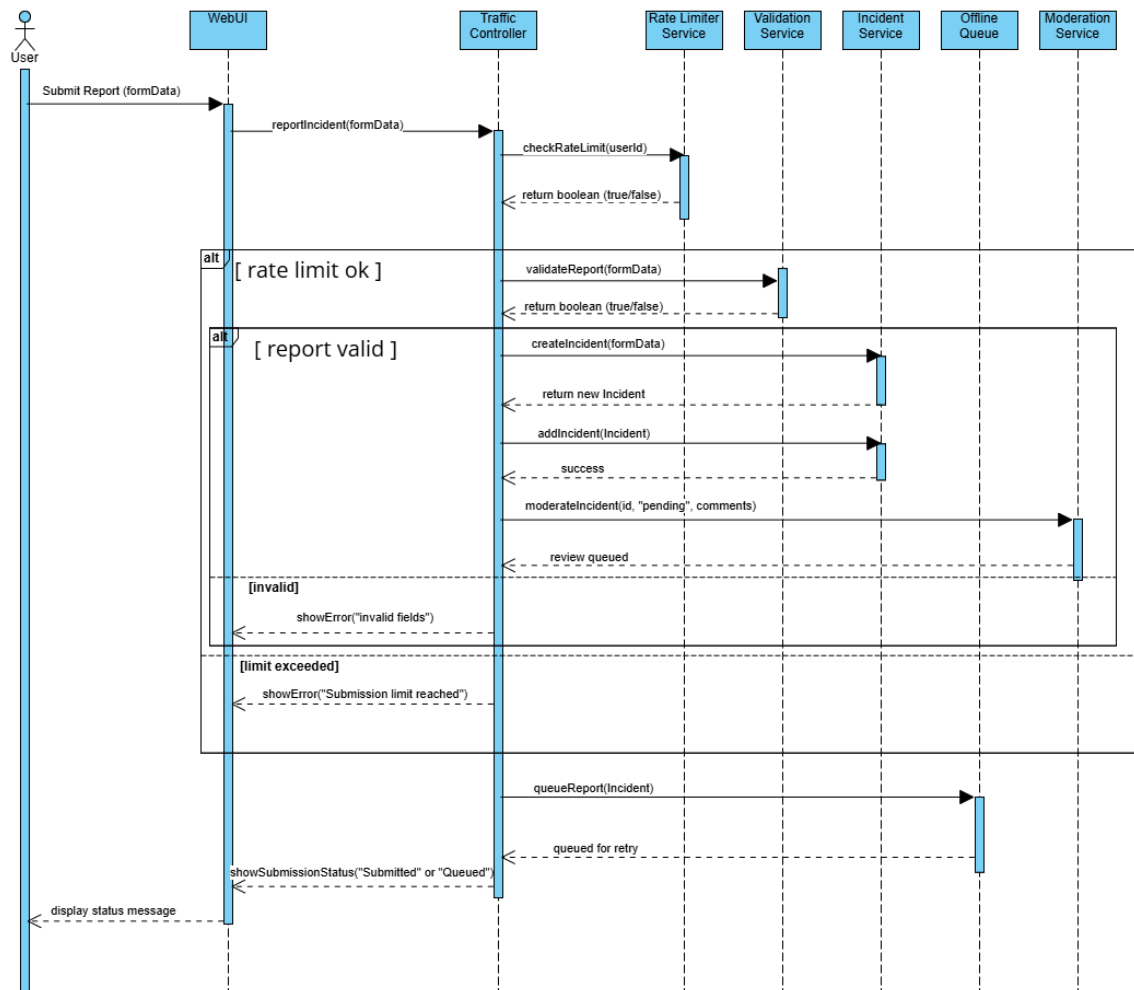 User
WebUI
Traffic
Controller
Rate Limiter
Service
Validation
Service
Incident
Service
Offline
Queue
Moderation
Service
Submit Report (formData)
reportIncident(formData)
checkRateLimit(userId)
return boolean (true/false)
alt
[ rate limit ok ]
validateReport(formData)
return boolean (true/false)
alt
[ report valid ]
createIncident(formData)
return new Incident
addIncident(Incident)
success
moderateIncident(id, "pending", comments)
review queued
[invalid]
showError("invalid fields")
[limit exceeded]
showError("Submission limit reached")
queueReport(Incident)
queued for retry
showSubmissionStatus("Submitted" or "Queued")
display status message